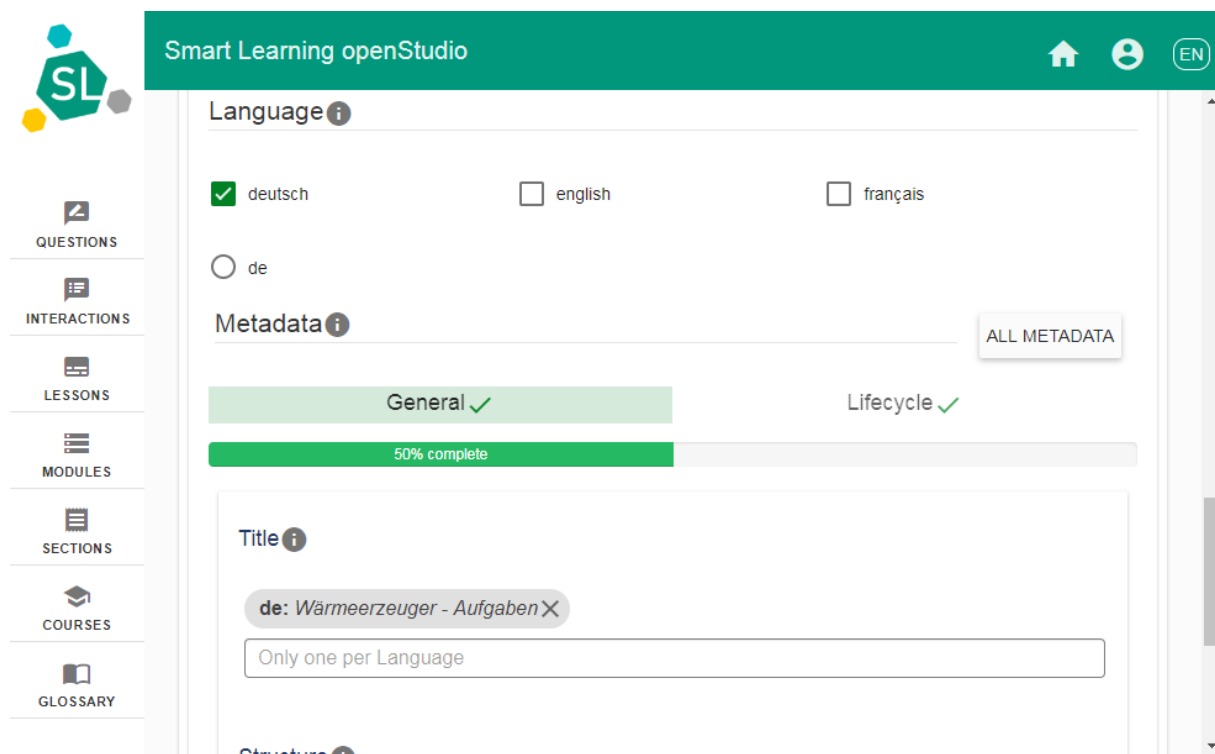 SL
Smart Learning openStudio
EN
QUESTIONS
INTERACTIONS
LESSONS
MODULES
SECTIONS
COURSES
GLOSSARY
Language
deutsch
english
français
de
Metadata
ALL METADATA
General
Lifecycle
50% complete
Title
de: Wärmeerzeuger - Aufgaben
Only one per Language
Structure